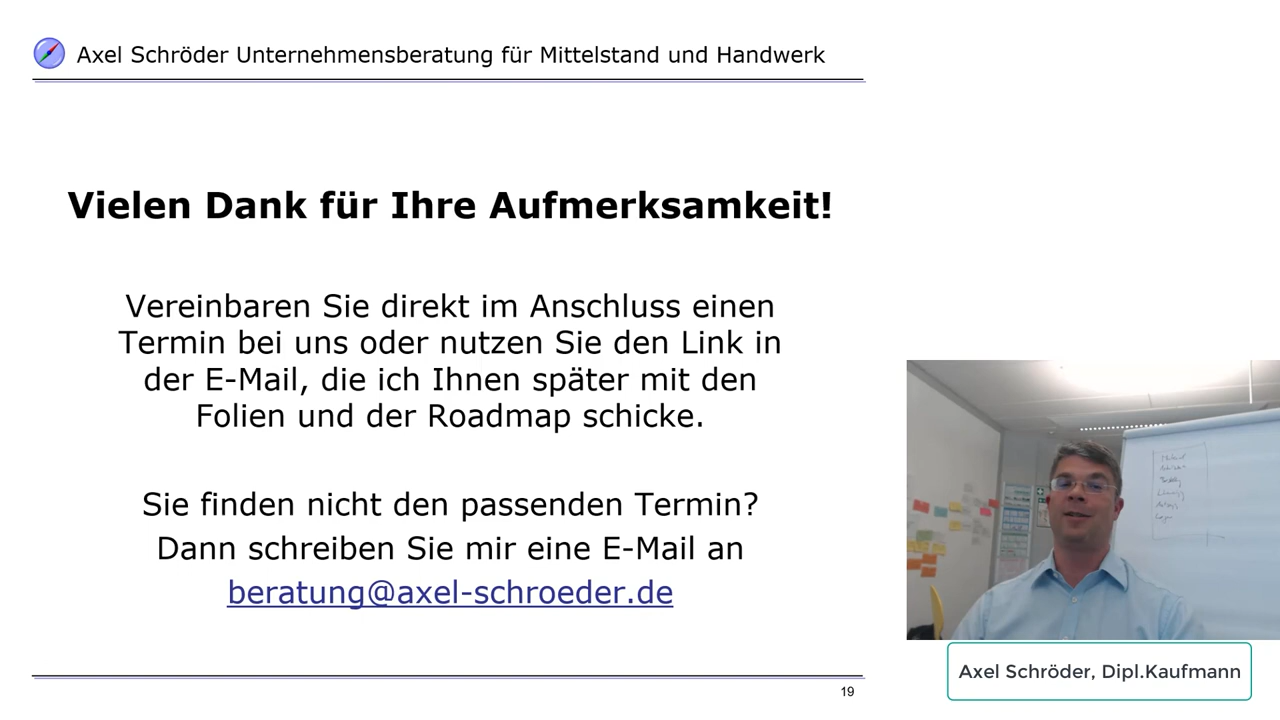 Axel Schröder Unternehmensberatung für Mittelstand und Handwerk
Vielen Dank für Ihre Aufmerksamkeit!
Vereinbaren Sie direkt im Anschluss einen
Termin bei uns oder nutzen Sie den Link in
der E-Mail, die ich Ihnen später mit den
Folien und der Roadmap schicke.
Sie finden nicht den passenden Termin?
Dann schreiben Sie mir eine E-Mail an
beratung@axel-schroeder.de
19
Axel Schröder, Dipl.Kaufmann